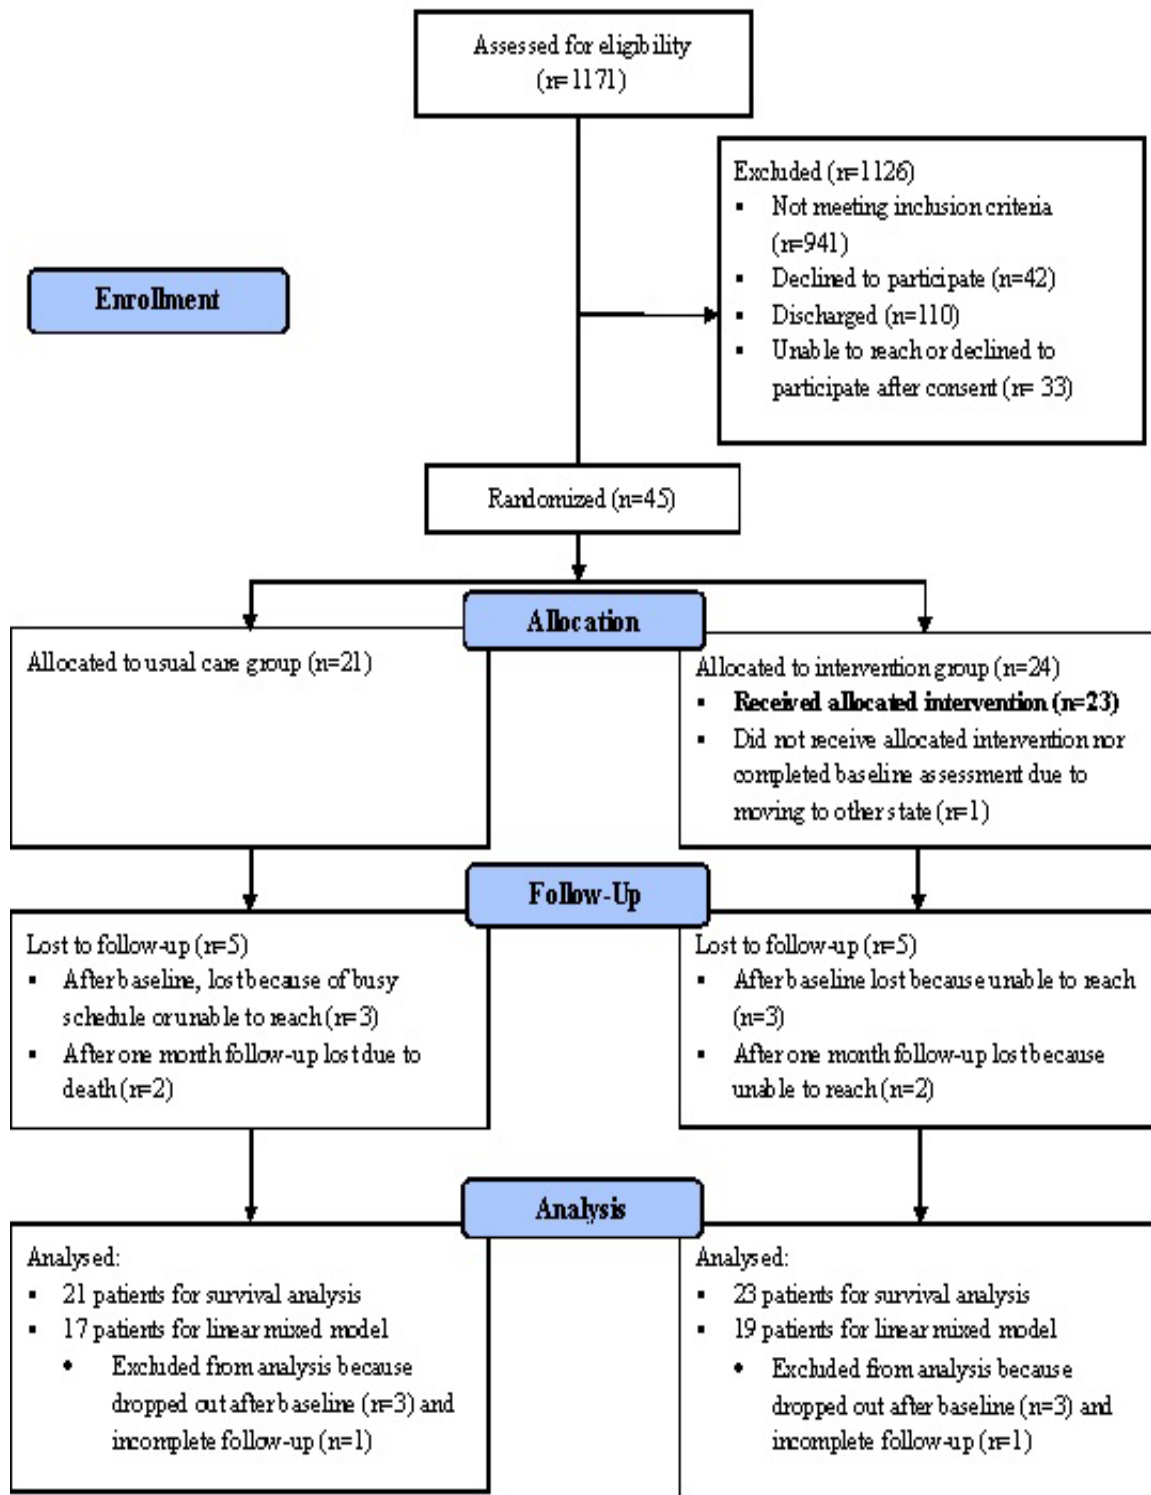 Assessed for eligibility
(n=1171)
Excluded (n=1126)
▪ Not meeting inclusion criteria
(n=941)
▪ Declined to participate (n=42)
▪ Discharged (n=110)
▪ Unable to reach or declined to
participate after consent (n= 33)
Enrollment
Randomized (n=45)
Allocation
Allocated to usual care group (n=21)
Allocated to intervention group (n=24)
▪ Received allocated intervention (n=23)
▪ Did not receive allocated intervention nor
completed baseline assessment due to
moving to other state (n=1)
Follow-Up
Lost to follow-up (n=5)
▪ After baseline, lost because of busy
schedule or unable to reach (n=3)
▪ After one month follow-up lost due to
death (n=2)
Lost to follow-up (n=5)
▪ After baseline lost because unable to reach
(n=3)
▪ After one month follow-up lost because
unable to reach (n=2)
Analysis
Analysed:
▪ 21 patients for survival analysis
▪ 17 patients for linear mixed model
• Excluded from analysis because
dropped out after baseline (n=3) and
incomplete follow-up (n=1)
Analysed:
▪ 23 patients for survival analysis
▪ 19 patients for linear mixed model
• Excluded from analysis because
dropped out after baseline (n=3) and
incomplete follow-up (n=1)